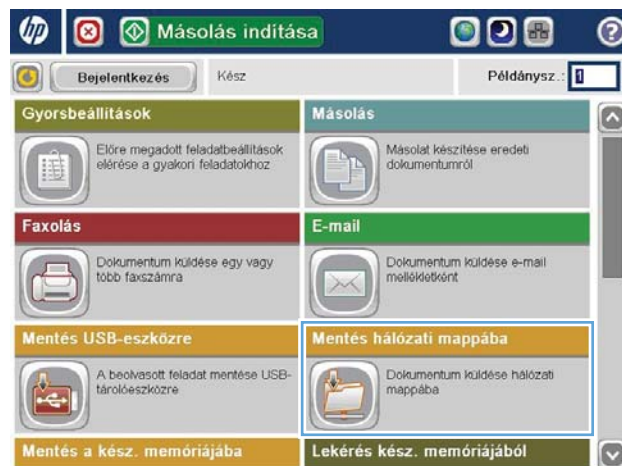 hp
Másolás indítása
?
Bejelentkezés
Kész
Példánysz.:
1
Gyorsbeállítások
Előre megadott feladatbeállítások
elérése a gyakori feladatokhoz
Másolás
Másolat készítése eredeti
dokumentumról
Faxolás
Dokumentum küldése egy vagy
több faxszámra
E-mail
Dokumentum küldése e-mail
mellékletként
Mentés USB-eszközre
A beolvasott feladat mentése USB-
tárolóeszközre
Mentés hálózati mappába
Dokumentum küldése hálózati
mappába
Mentés a kész. memóriájába
Lekérés kész. memóriájából